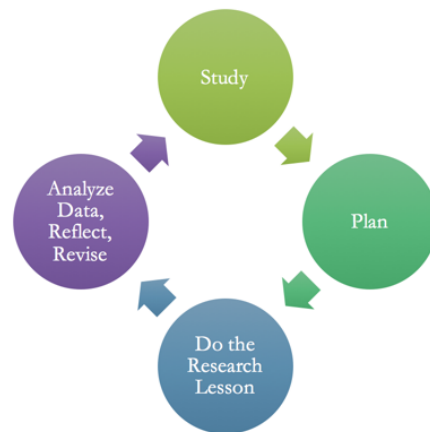 Study
Plan
Do the
Research
Lesson
Analyze
Data,
Reflect,
Revise